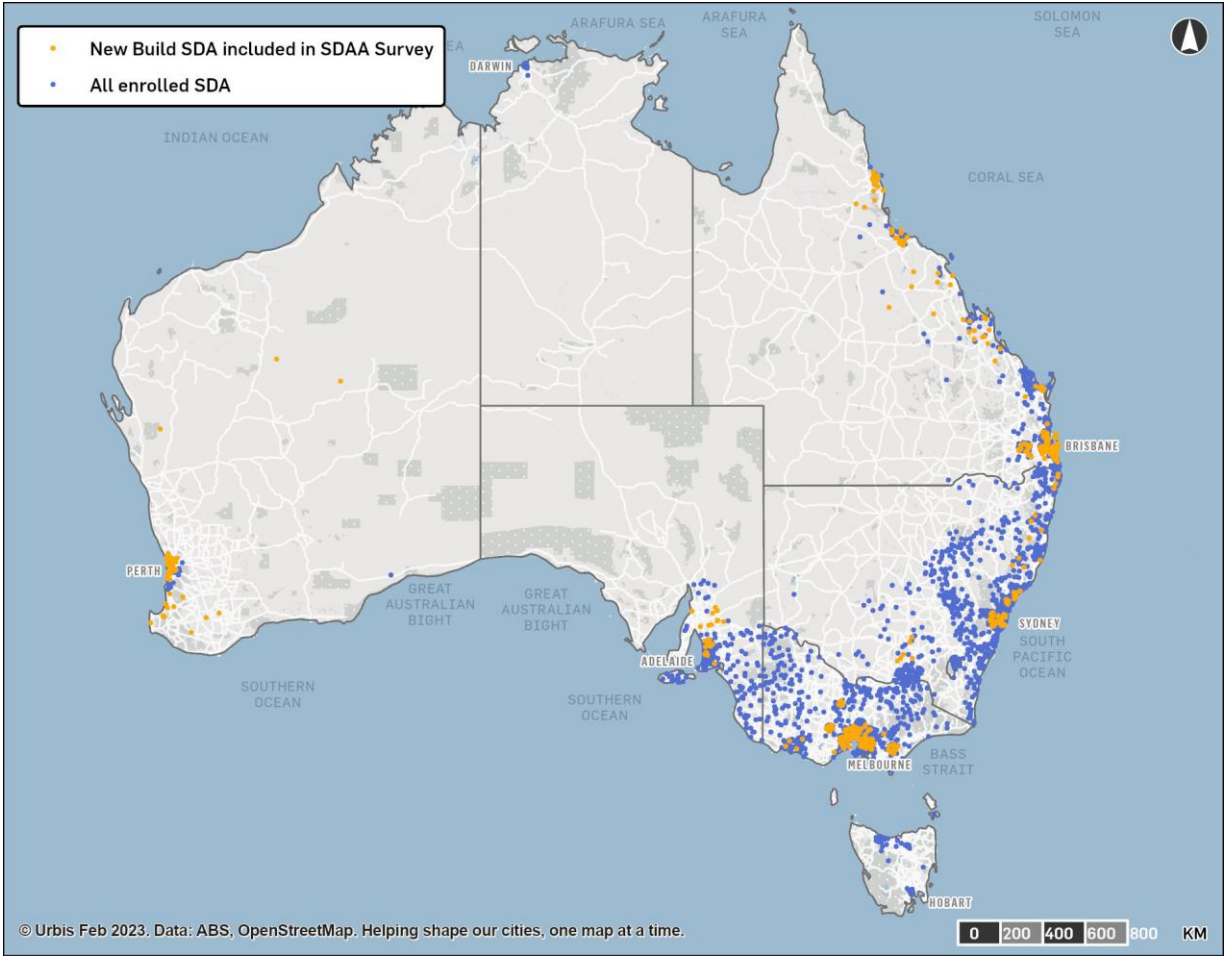 ARAFURA SEA
ARAFURA
SEA
SOLOMON
SEA
New Build SDA included in SDAA Survey
EA
All enrolled SDA
DARWIN
INDIAN OCEAN
CORAL SEA
BRISBANE
PERTH
GREAT
AUSTRALIAN
BIGHT
GREAT
AUSTRALIAN
BIGHT
SYDNEY
SOUTH
PACIFIC
OCEAN
ADELAIDE
SOUTHERN
OCEAN
SOUTHERN
OCEAN
MELBOURNE
BASS
STRAIT
HOBART
© Urbis Feb 2023. Data: ABS, OpenStreetMap. Helping shape our cities, one map at a time.
0 200 400 600 800 KM